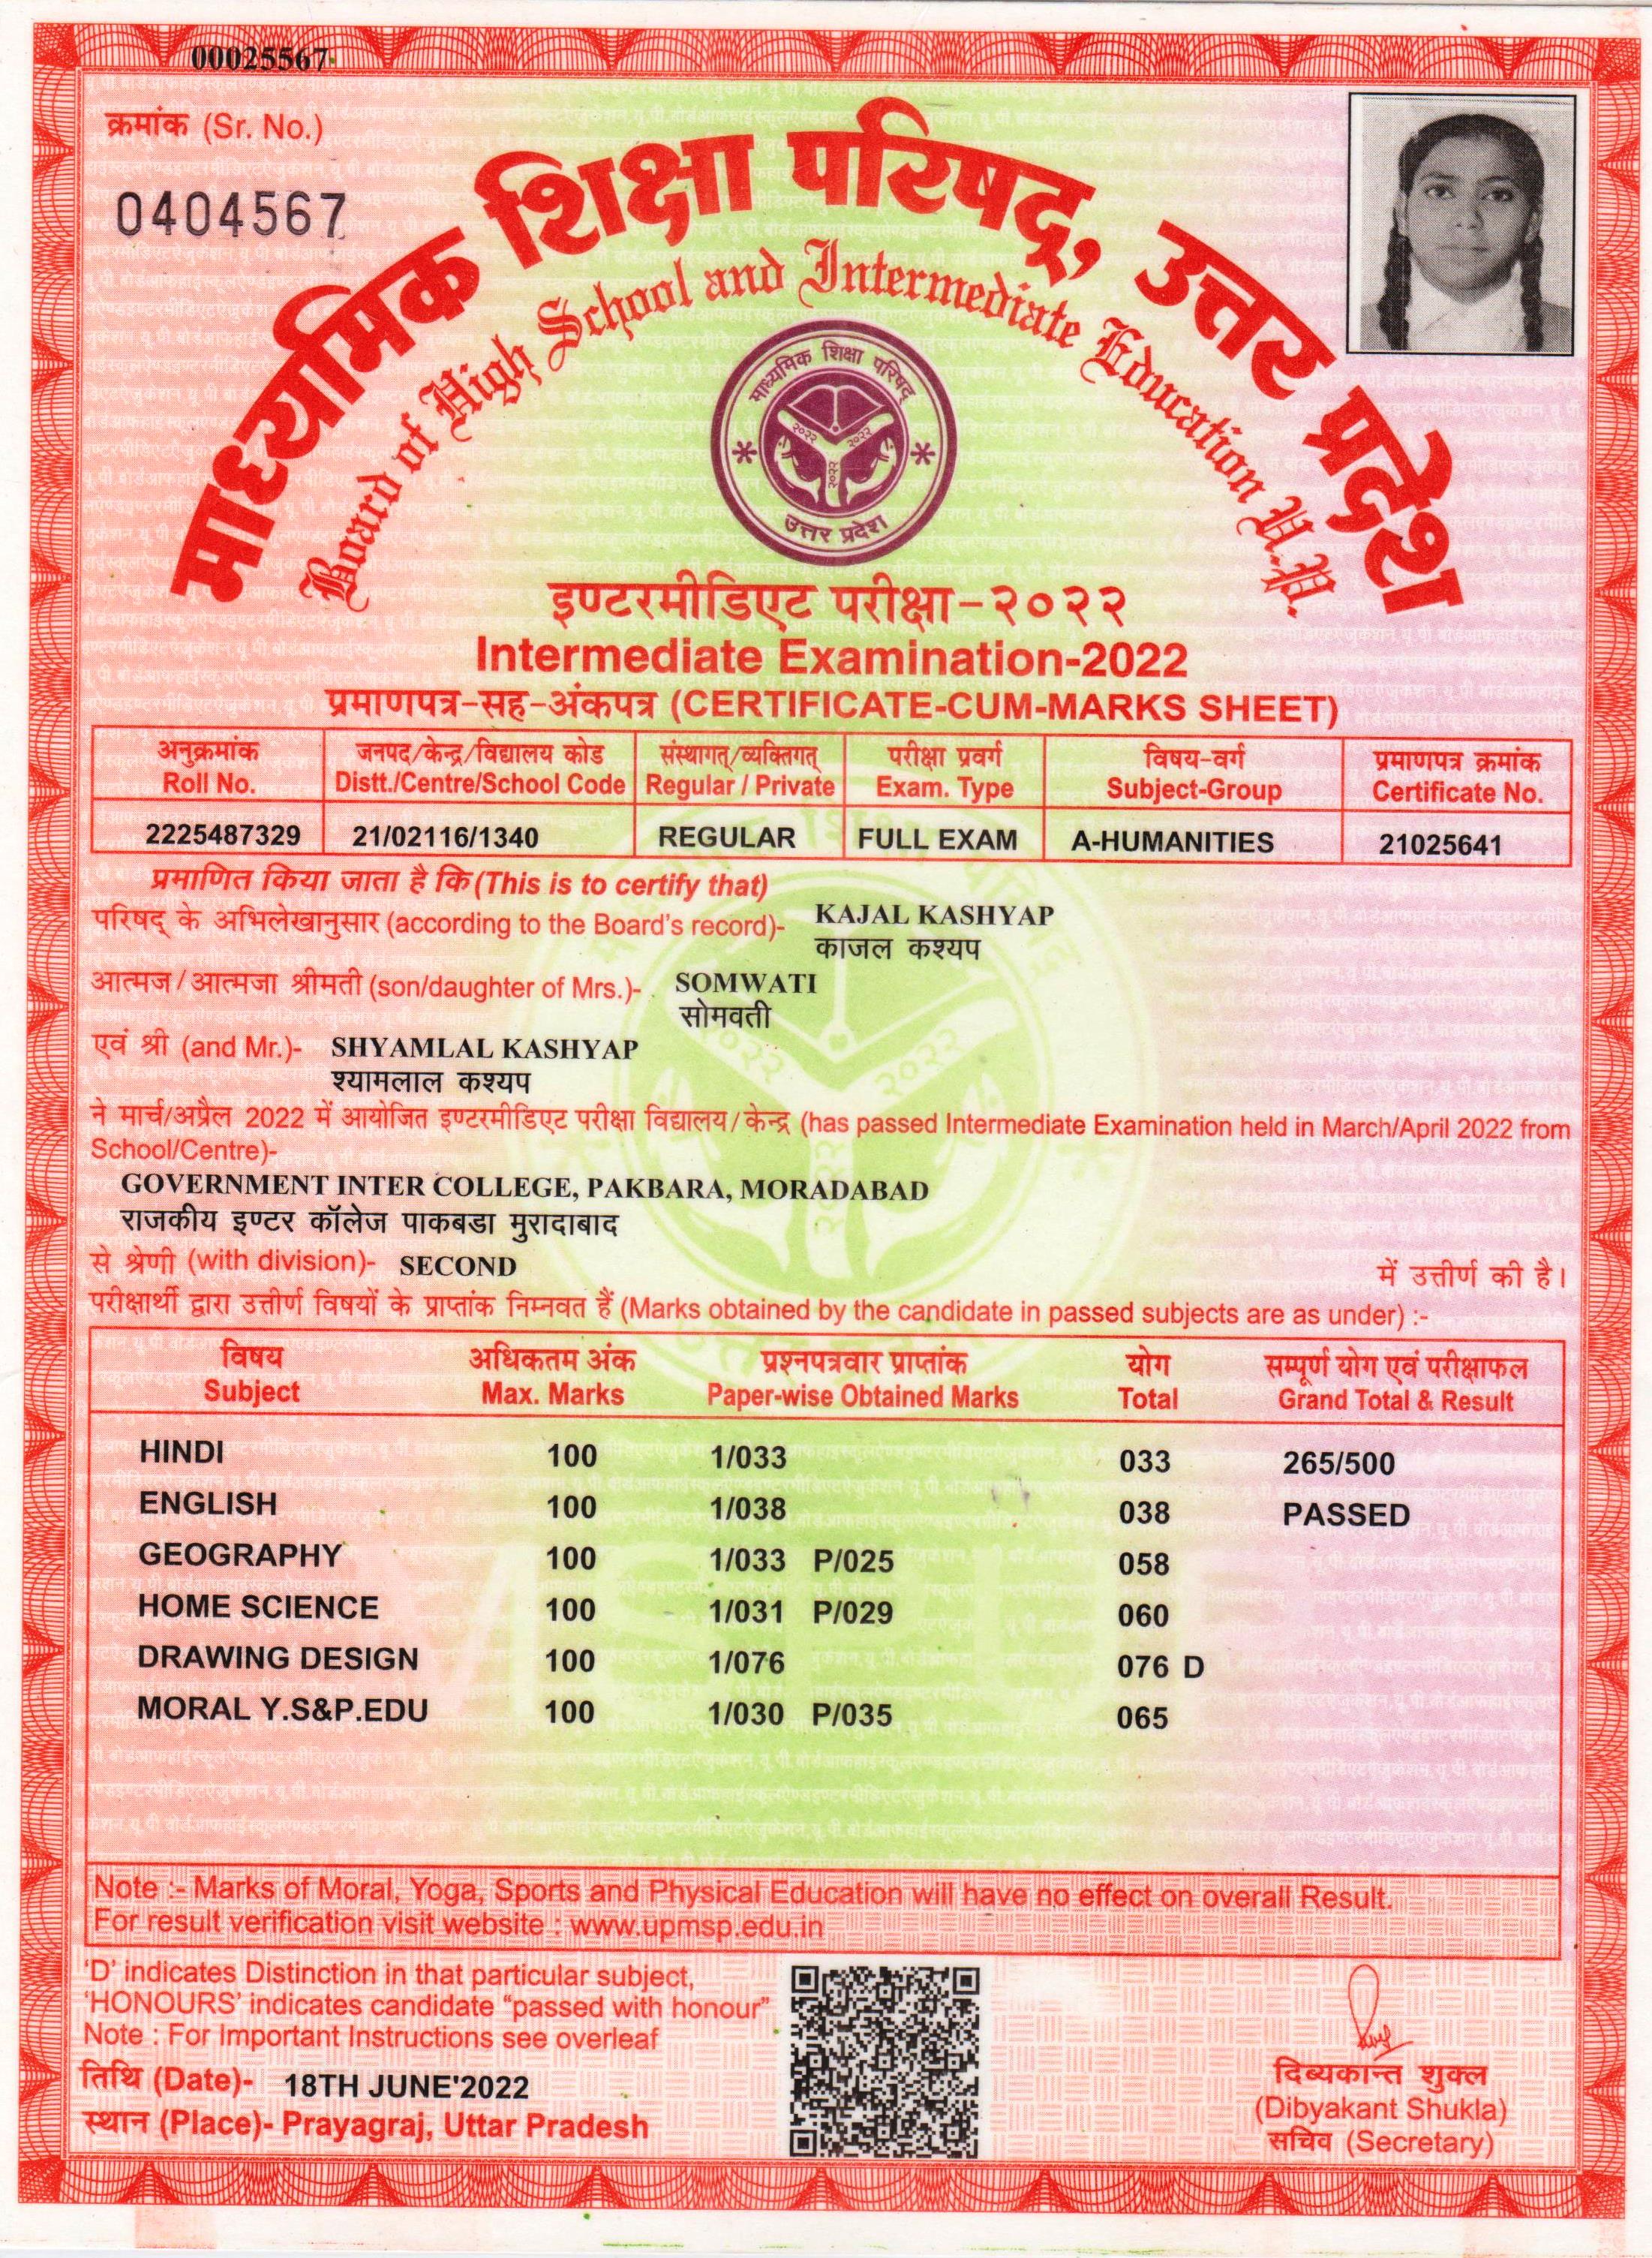 00025567
क्रमांक (Sr. No.)
0404567
माध्यमिक शिक्षा परिषद्, उत्तर प्रदेश
Board of High School and Intermediate Education U.P.
माध्यमिक शिक्षा परिषद्
२०२२ २०२२
२०२२
उत्तर प्रदेश
इण्टरमीडिएट परीक्षा-२०२२
Intermediate Examination-2022
प्रमाणपत्र-सह-अंकपत्र (CERTIFICATE-CUM-MARKS SHEET)
अनुक्रमांक जनपद/केन्द्र/विद्यालय कोड संस्थागत्/व्यक्तिगत् परीक्षा प्रवर्ग विषय-वर्ग प्रमाणपत्र क्रमांक
Roll No. Distt./Centre/School Code Regular / Private Exam. Type Subject-Group Certificate No.
2225487329 21/02116/1340 REGULAR FULL EXAM A-HUMANITIES 21025641
प्रमाणित किया जाता है कि (This is to certify that)
परिषद् के अभिलेखानुसार (according to the Board's record)- KAJAL KASHYAP
काजल कश्यप
आत्मज/आत्मजा श्रीमती (son/daughter of Mrs.)- SOMWATI
सोमवती
एवं श्री (and Mr.)- SHYAMLAL KASHYAP
श्यामलाल कश्यप
ने मार्च/अप्रैल 2022 में आयोजित इण्टरमीडिएट परीक्षा विद्यालय/केन्द्र (has passed Intermediate Examination held in March/April 2022 from
School/Centre)-
GOVERNMENT INTER COLLEGE, PAKBARA, MORADABAD
राजकीय इण्टर कॉलेज पाकबडा मुरादाबाद
से श्रेणी (with division)- SECOND में उत्तीर्ण की है।
परीक्षार्थी द्वारा उत्तीर्ण विषयों के प्राप्तांक निम्नवत हैं (Marks obtained by the candidate in passed subjects are as under) :-
विषय अधिकतम अंक प्रश्नपत्रवार प्राप्तांक योग सम्पूर्ण योग एवं परीक्षाफल
Subject Max. Marks Paper-wise Obtained Marks Total Grand Total & Result
HINDI 100 1/033 033 265/500
ENGLISH 100 1/038 038 PASSED
GEOGRAPHY 100 1/033 P/025 058
HOME SCIENCE 100 1/031 P/029 060
DRAWING DESIGN 100 1/076 076 D
MORAL Y.S&P.EDU 100 1/030 P/035 065
Note :- Marks of Moral, Yoga, Sports and Physical Education will have no effect on overall Result.
For result verification visit website : www.upmsp.edu.in
'D' indicates Distinction in that particular subject,
'HONOURS' indicates candidate "passed with honour"
Note : For Important Instructions see overleaf
तिथि (Date)- 18TH JUNE'2022
स्थान (Place)- Prayagraj, Uttar Pradesh
दिब्यकान्त शुक्ल
(Dibyakant Shukla)
सचिव (Secretary)